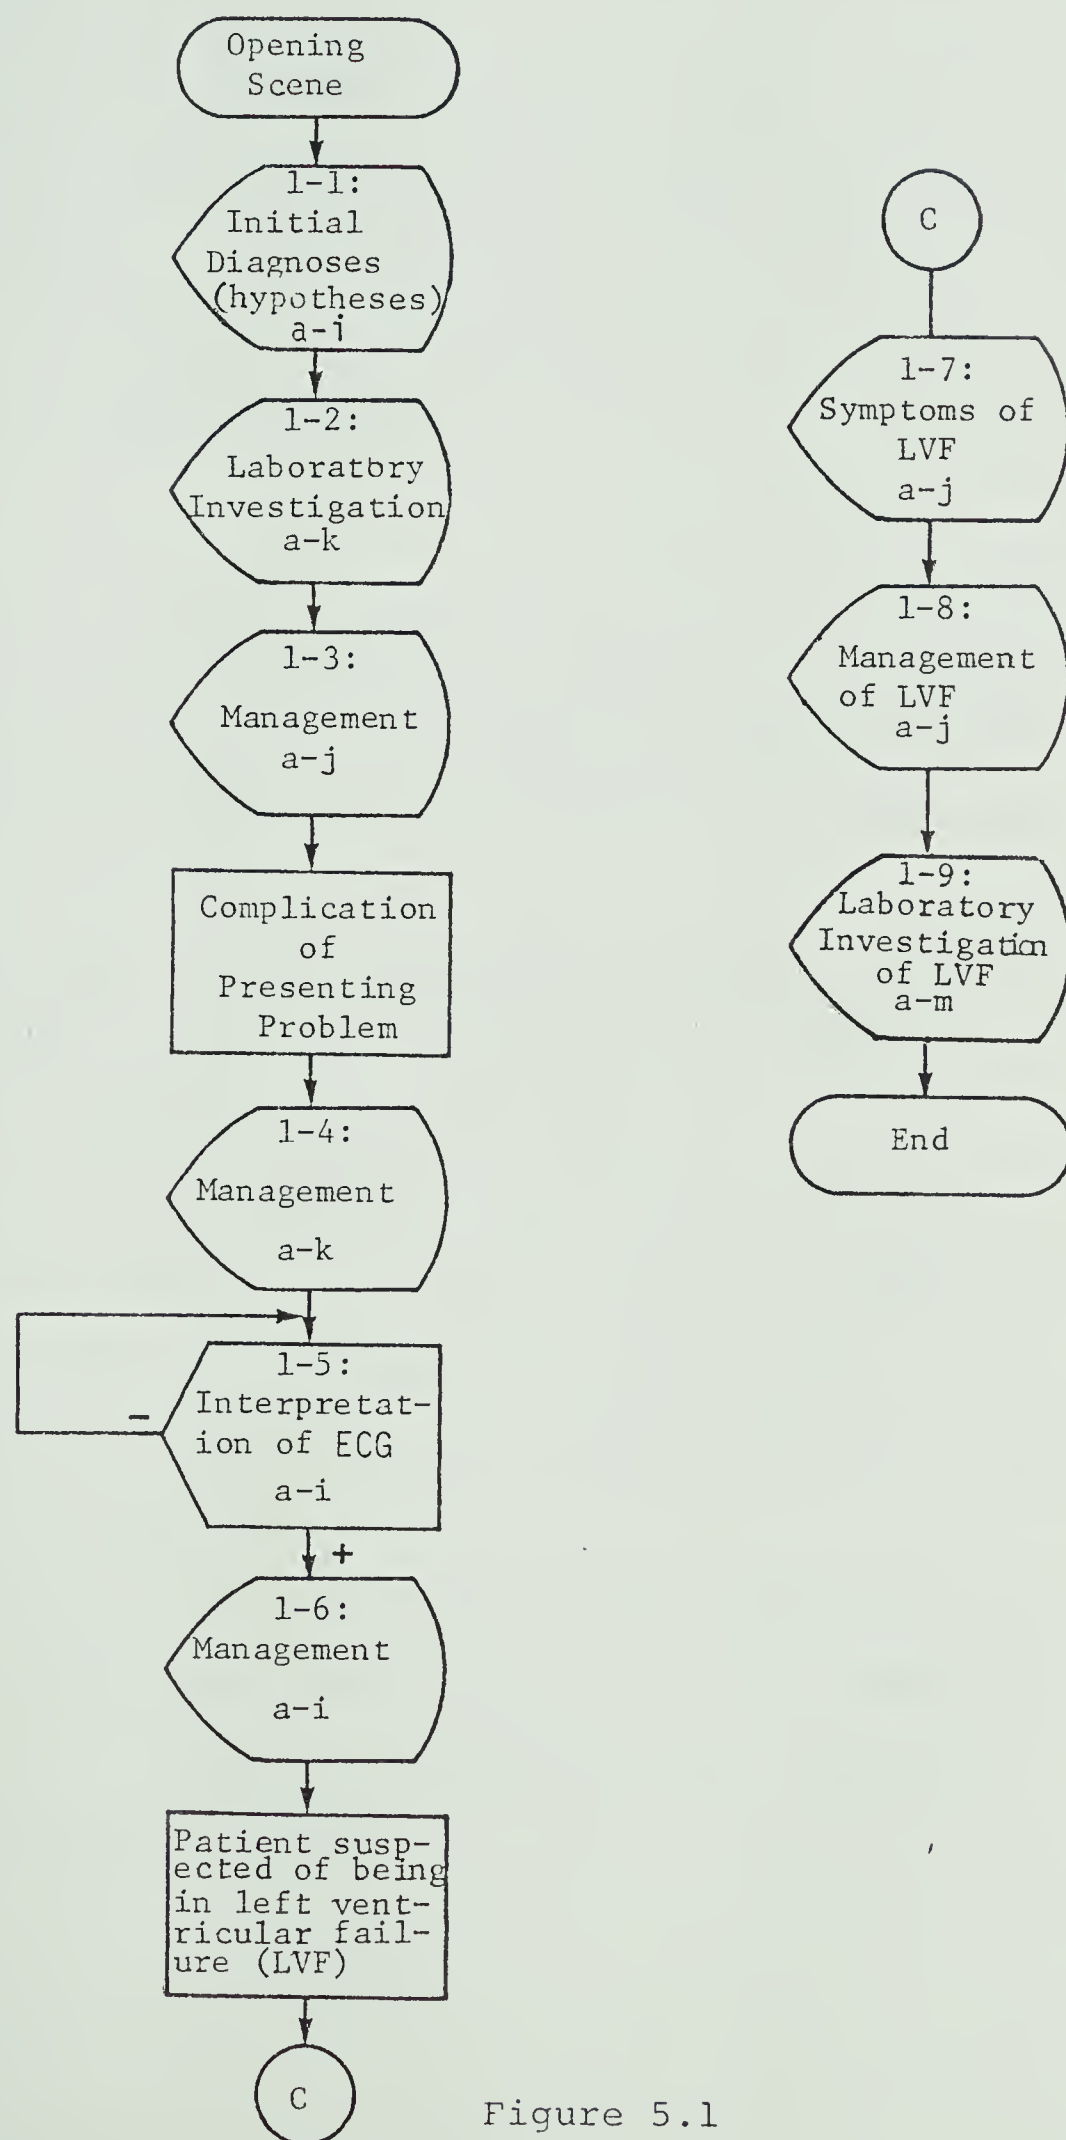 Opening
Scene
1-1:
Initial
Diagnoses
(hypotheses)
a-i
1-2:
Laboratory
Investigation
a-k
1-3:
Management
a-j
Complication
of
Presenting
Problem
1-4:
Management
a-k
1-5:
Interpretat-
ion of ECG
a-i
-
+
1-6:
Management
a-i
Patient susp-
ected of being
in left vent-
ricular fail-
ure (LVF)
C
C
1-7:
Symptoms of
LVF
a-j
1-8:
Management
of LVF
a-j
1-9:
Laboratory
Investigation
of LVF
a-m
End
Figure 5.1